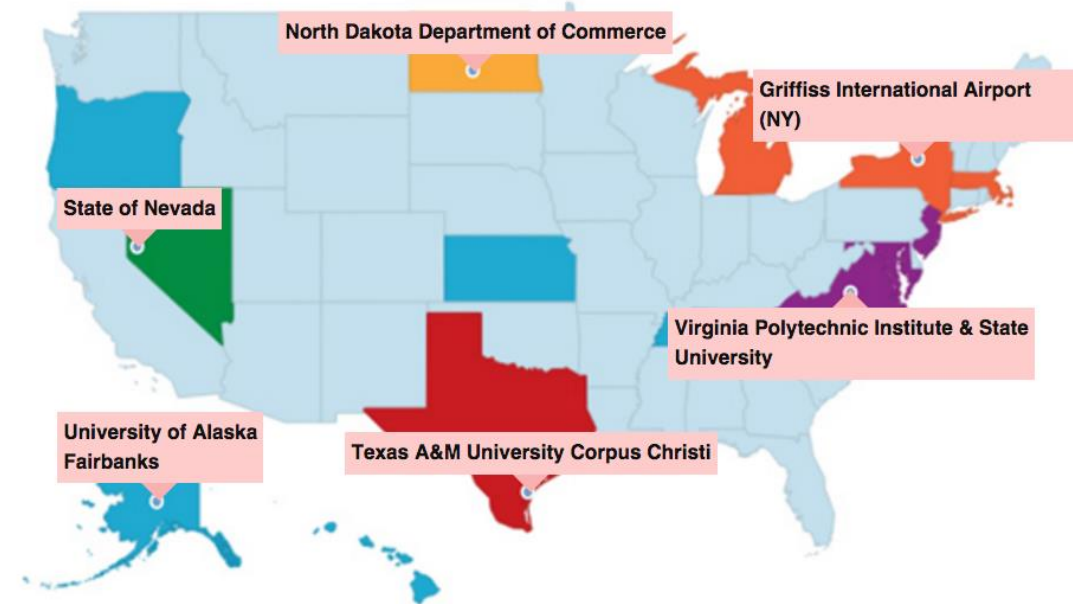 North Dakota Department of Commerce
Griffiss International Airport
(NY)
State of Nevada
Virginia Polytechnic Institute & State
University
University of Alaska
Fairbanks
Texas A&M University Corpus Christi